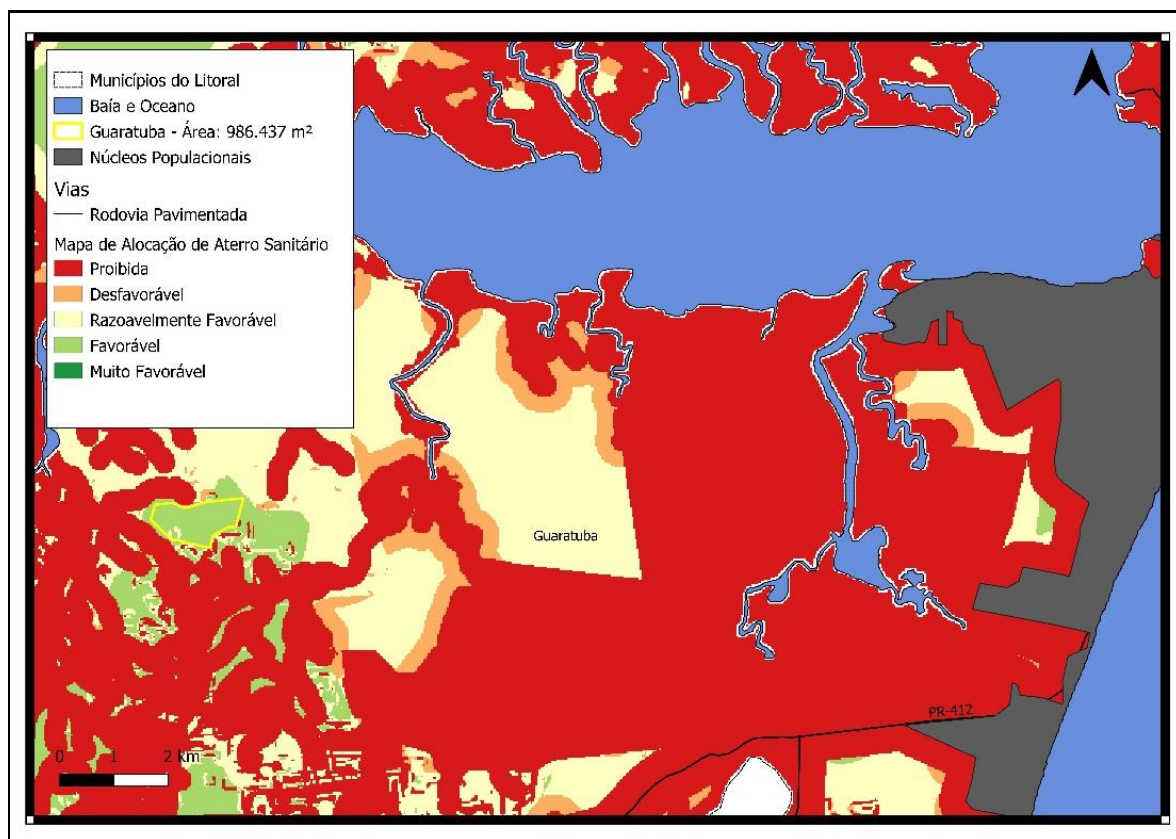 Municípios do Litoral
Baía e Oceano
Guaratuba - Área: 986.437 m²
Núcleos Populacionais
Vias
Rodovia Pavimentada
Mapa de Alocação de Aterro Sanitário
Proibida
Desfavorável
Razoavelmente Favorável
Favorável
Muito Favorável
Guaratuba
PR-412
0 1 2 km